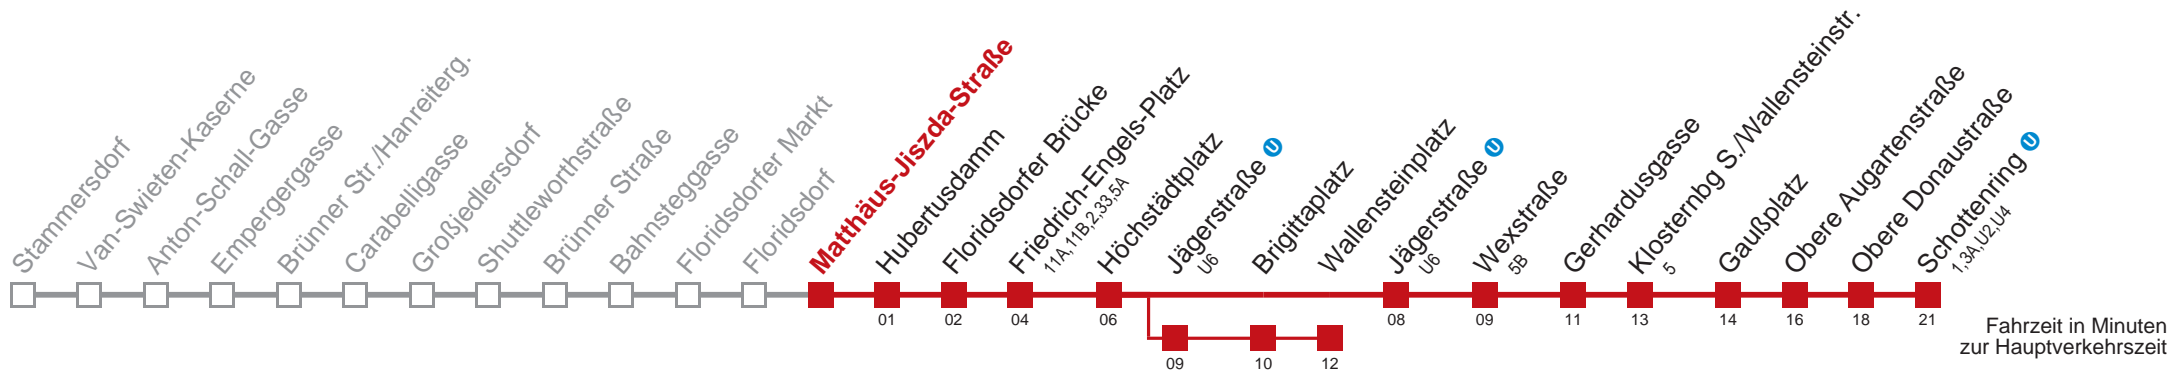 Stammersdorf
Van-Swieten-Kaserne
Anton-Schall-Gasse
Empergergasse
Brünner Str./Hanreiterg.
Carabelligasse
Großjedlersdorf
Shuttleworthstraße
Brünner Straße
Bahnsteggasse
Floridsdorfer Markt
Floridsdorf
Matthäus-Jiszda-Straße
Hubertusdamm
01
Floridsdorfer Brücke
02
Friedrich-Engels-Platz
11A,11B,2,33,5A
04
Höchstädtplatz
06
Jägerstraße U
U6
09
Brigittaplatz
10
Wallensteinplatz
12
Jägerstraße U
U6
08
Wexstraße
5B
09
Gerhardusgasse
11
Klosternbg S./Wallensteinstr.
5
13
Gaußplatz
14
Obere Augartenstraße
16
Obere Donaustraße
18
Schottenring U
1,3A,U2,U4
21
Fahrzeit in Minuten
zur Hauptverkehrszeit